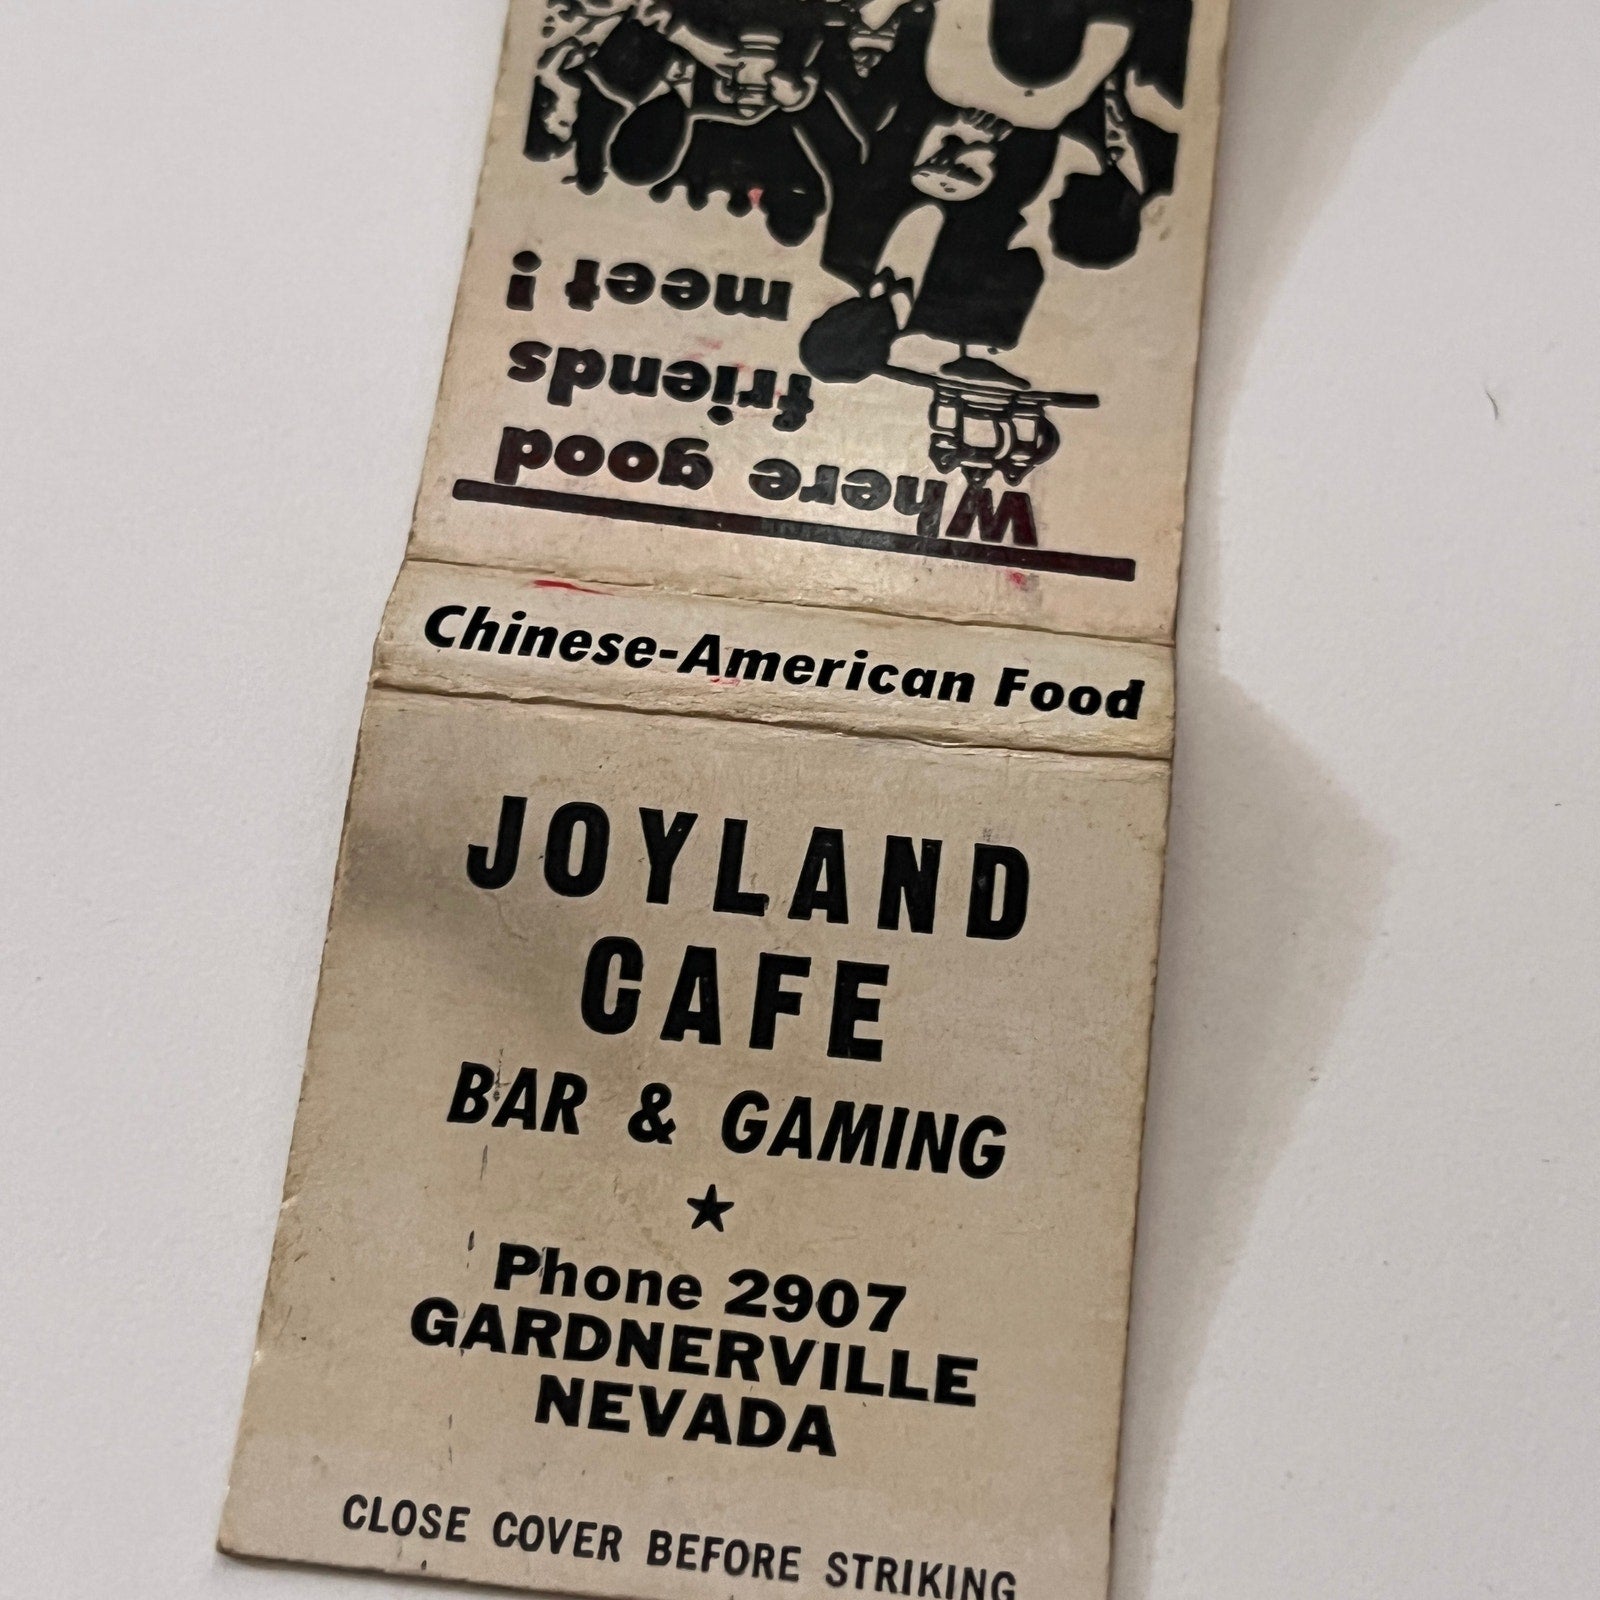 Where good
friends
meet!
Chinese-American Food
JOYLAND
CAFE
BAR & GAMING
★
Phone 2907
GARDNERVILLE
NEVADA
CLOSE COVER BEFORE STRIKING